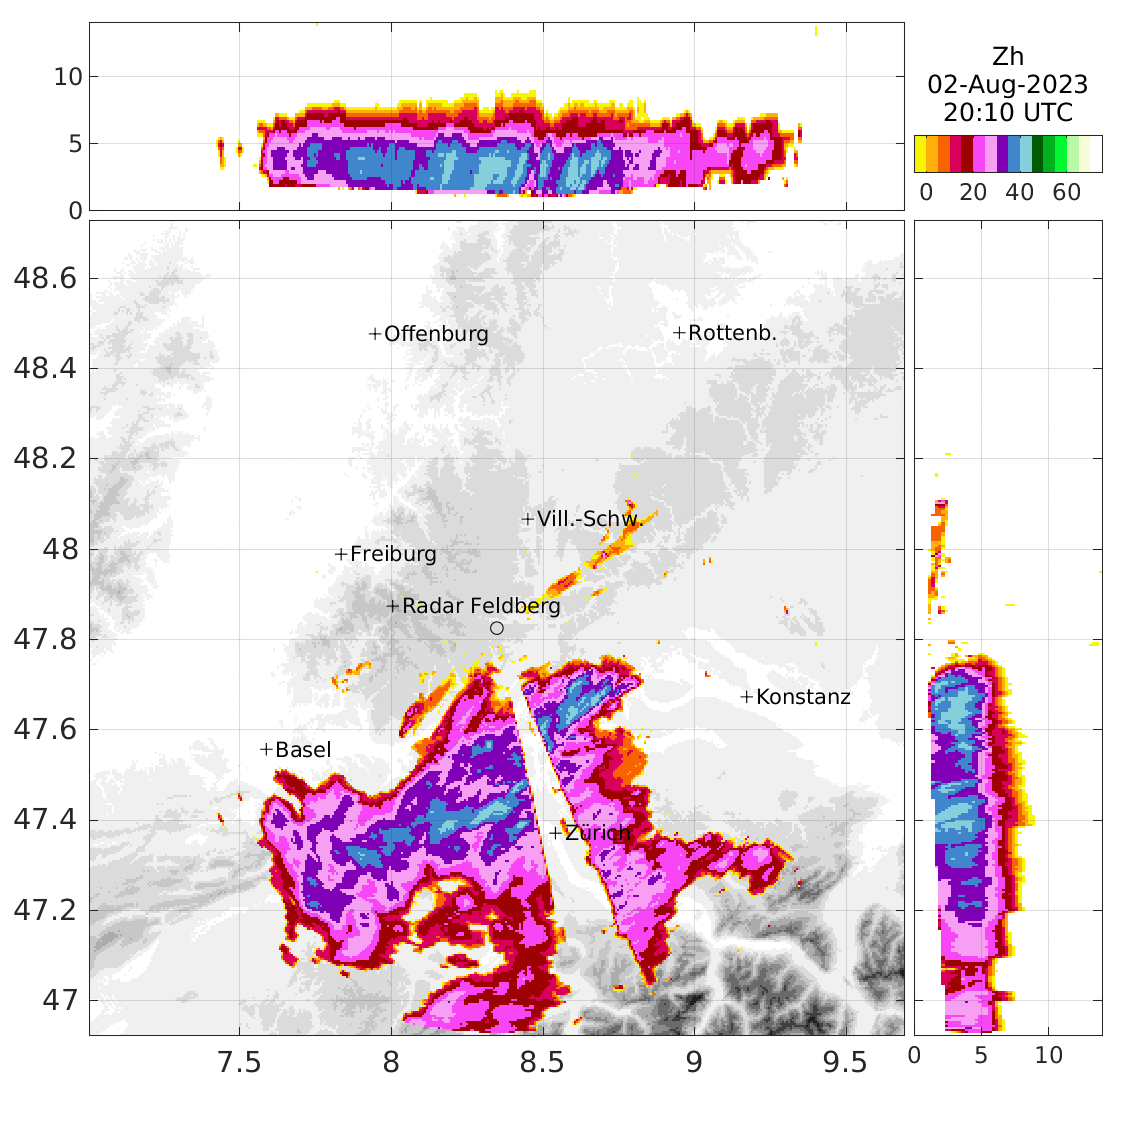 10
5
0
Zh
02-Aug-2023
20:10 UTC
0 20 40 60
48.6
48.4
48.2
48
47.8
47.6
47.4
47.2
47
+Offenburg
+Rottenb.
+Vill.-Schw.
+Freiburg
+Radar Feldberg
+Konstanz
+Basel
+Zürich
7.5 8 8.5 9 9.5
0 5 10